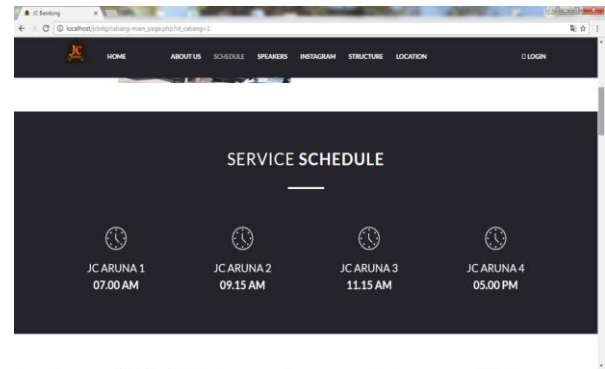 JC Bandung
localhost/jcbdg/cabang-main_page.php?id_cabang=1
JC
HOME ABOUT US SCHEDULE SPEAKERS INSTAGRAM STRUCTURE LOCATION LOGIN
SERVICE SCHEDULE
JC ARUNA 1 JC ARUNA 2 JC ARUNA 3 JC ARUNA 4
07.00 AM 09.15 AM 11.15 AM 05.00 PM